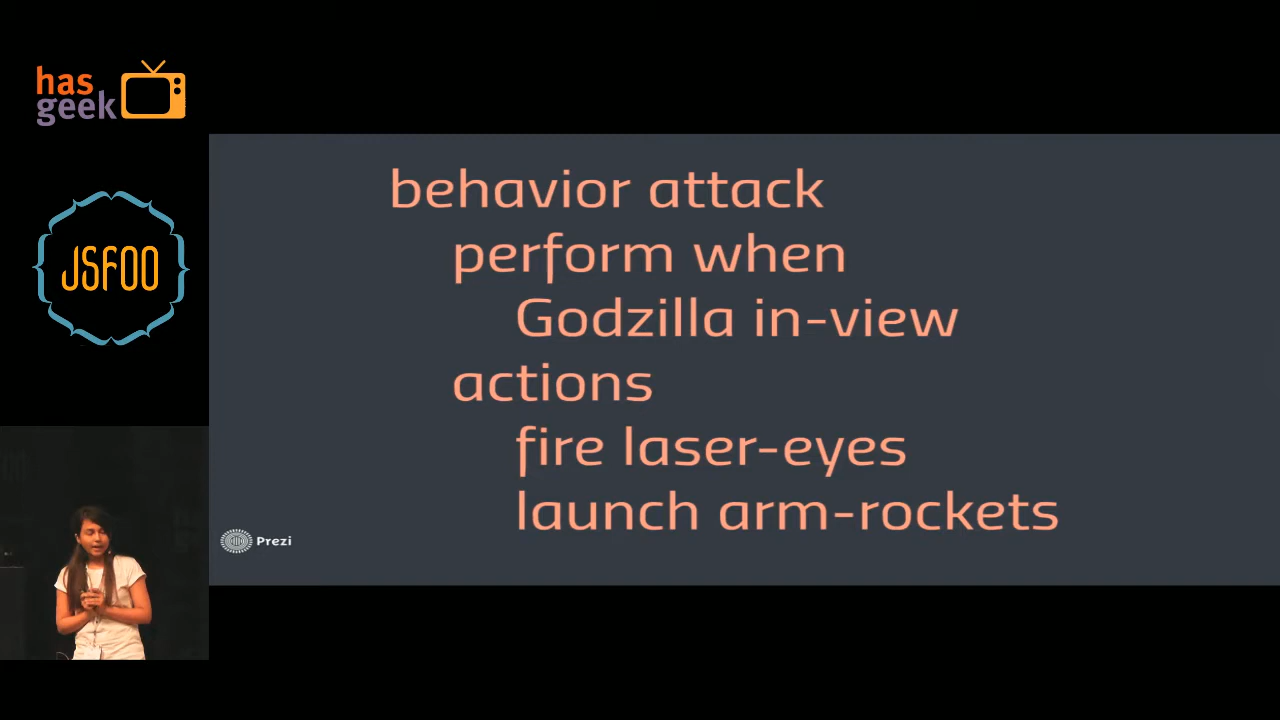 has
geek
JSFOO
behavior attack
perform when
Godzilla in-view
actions
fire laser-eyes
launch arm-rockets
Prezi